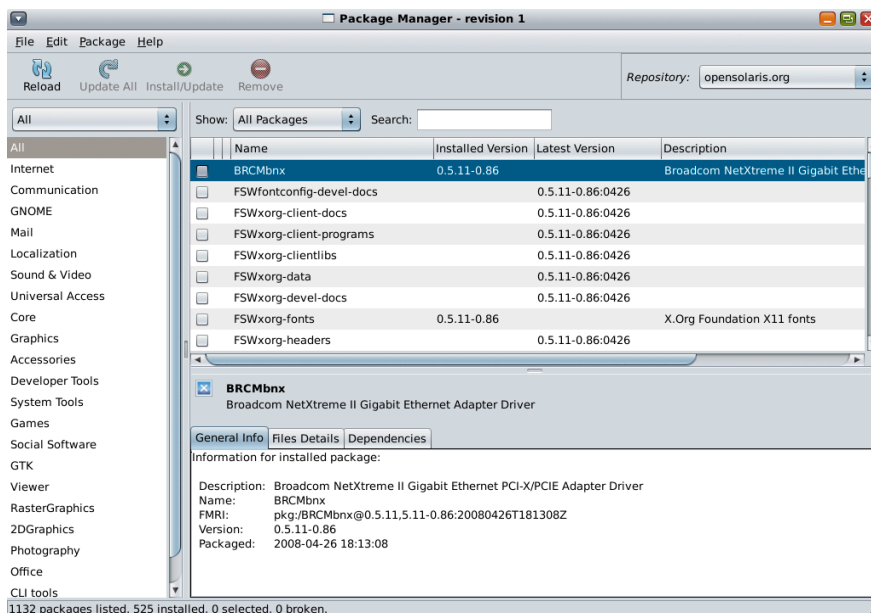 Package Manager - revision 1
File Edit Package Help
Reload Update All Install/Update Remove
Repository: opensolaris.org
All
Show: All Packages Search:
All
Internet
Communication
GNOME
Mail
Localization
Sound & Video
Universal Access
Core
Graphics
Accessories
Developer Tools
System Tools
Games
Social Software
GTK
Viewer
RasterGraphics
2DGraphics
Photography
Office
CLI tools
Name Installed Version Latest Version Description
BRCMbnx 0.5.11-0.86 Broadcom NetXtreme II Gigabit Ethe
FSWfontconfig-devel-docs 0.5.11-0.86:0426
FSWxorg-client-docs 0.5.11-0.86:0426
FSWxorg-client-programs 0.5.11-0.86:0426
FSWxorg-clientlibs 0.5.11-0.86:0426
FSWxorg-data 0.5.11-0.86:0426
FSWxorg-devel-docs 0.5.11-0.86:0426
FSWxorg-fonts 0.5.11-0.86 X.Org Foundation X11 fonts
FSWxorg-headers 0.5.11-0.86:0426
BRCMbnx
Broadcom NetXtreme II Gigabit Ethernet Adapter Driver
General Info Files Details Dependencies
Information for installed package:
Description: Broadcom NetXtreme II Gigabit Ethernet PCI-X/PCIE Adapter Driver
Name: BRCMbnx
FMRI: pkg:/BRCMbnx@0.5.11,5.11-0.86:20080426T181308Z
Version: 0.5.11-0.86
Packaged: 2008-04-26 18:13:08
1132 packages listed, 525 installed, 0 selected, 0 broken.